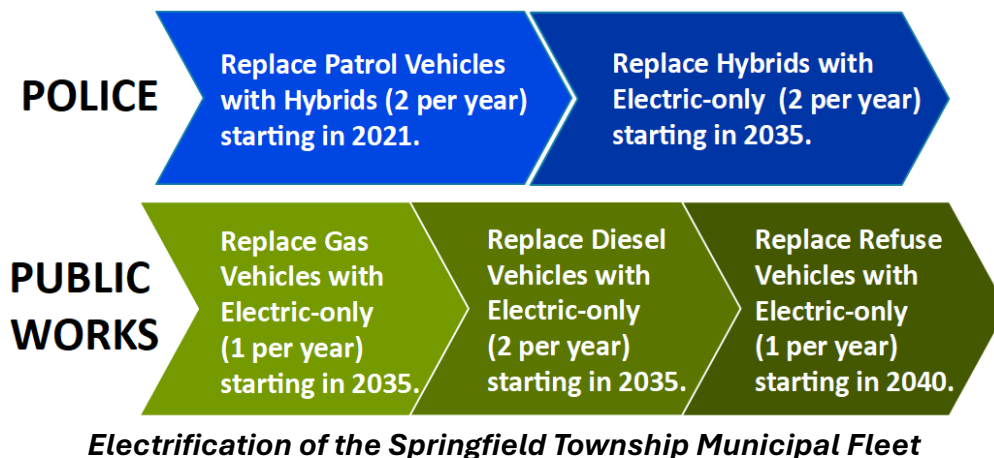 POLICE
Replace Patrol Vehicles
with Hybrids (2 per year)
starting in 2021.
Replace Hybrids with
Electric-only (2 per year)
starting in 2035.
PUBLIC
WORKS
Replace Gas
Vehicles with
Electric-only
(1 per year)
starting in 2035.
Replace Diesel
Vehicles with
Electric-only
(2 per year)
starting in 2035.
Replace Refuse
Vehicles with
Electric-only
(1 per year)
starting in 2040.
Electrification of the Springfield Township Municipal Fleet